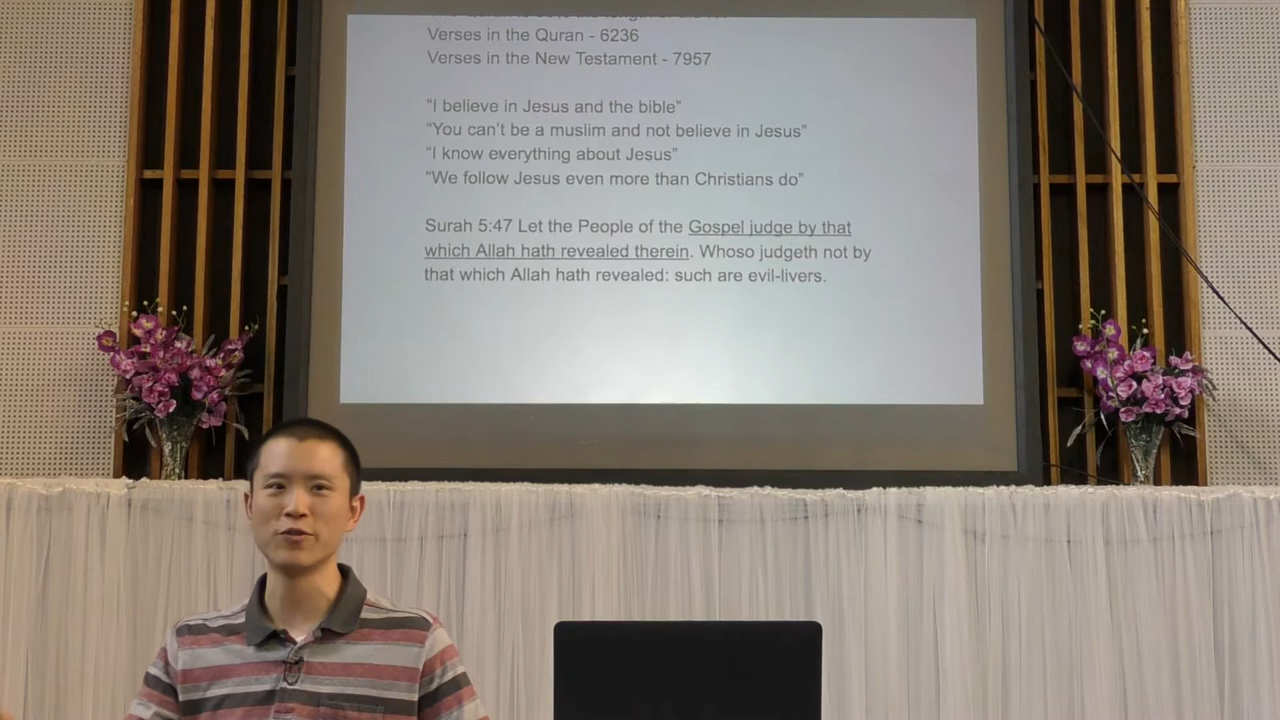 Verses in the Quran - 6236
Verses in the New Testament - 7957
“I believe in Jesus and the bible”
“You can’t be a muslim and not believe in Jesus”
“I know everything about Jesus”
“We follow Jesus even more than Christians do”
Surah 5:47 Let the People of the Gospel judge by that
which Allah hath revealed therein. Whoso judgeth not by
that which Allah hath revealed: such are evil-livers.